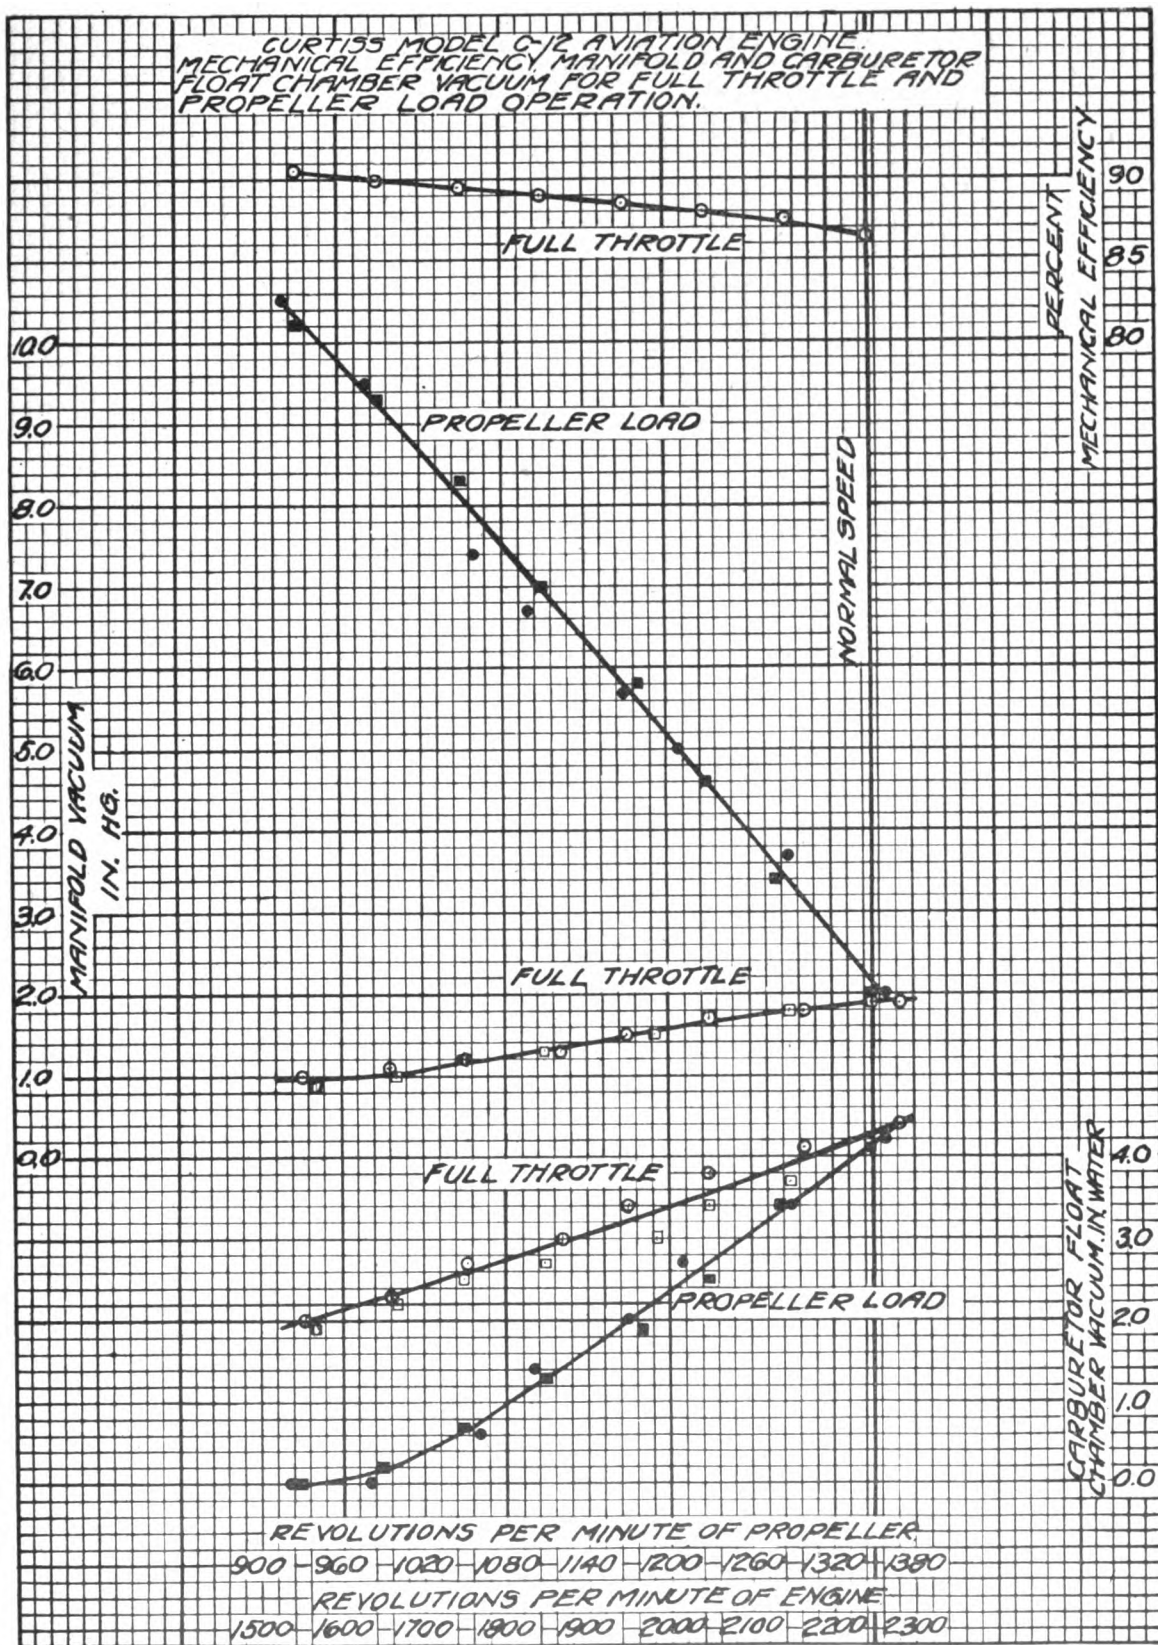 CURTISS MODEL C-12 AVIATION ENGINE.
MECHANICAL EFFICIENCY, MANIFOLD AND CARBURETOR
FLOAT CHAMBER VACUUM FOR FULL THROTTLE AND
PROPELLER LOAD OPERATION.
PERCENT
MECHANICAL EFFICIENCY
90
85
80
FULL THROTTLE
PROPELLER LOAD
NORMAL SPEED
MANIFOLD VACUUM
IN. HG.
10.0
9.0
8.0
7.0
6.0
5.0
4.0
3.0
2.0
1.0
0.0
FULL THROTTLE
FULL THROTTLE
PROPELLER LOAD
CARBURETOR FLOAT
CHAMBER VACUUM. IN. WATER
4.0
3.0
2.0
1.0
0.0
REVOLUTIONS PER MINUTE OF PROPELLER
900 960 1020 1080 1140 1200 1260 1320 1380
REVOLUTIONS PER MINUTE OF ENGINE
1500 1600 1700 1800 1900 2000 2100 2200 2300